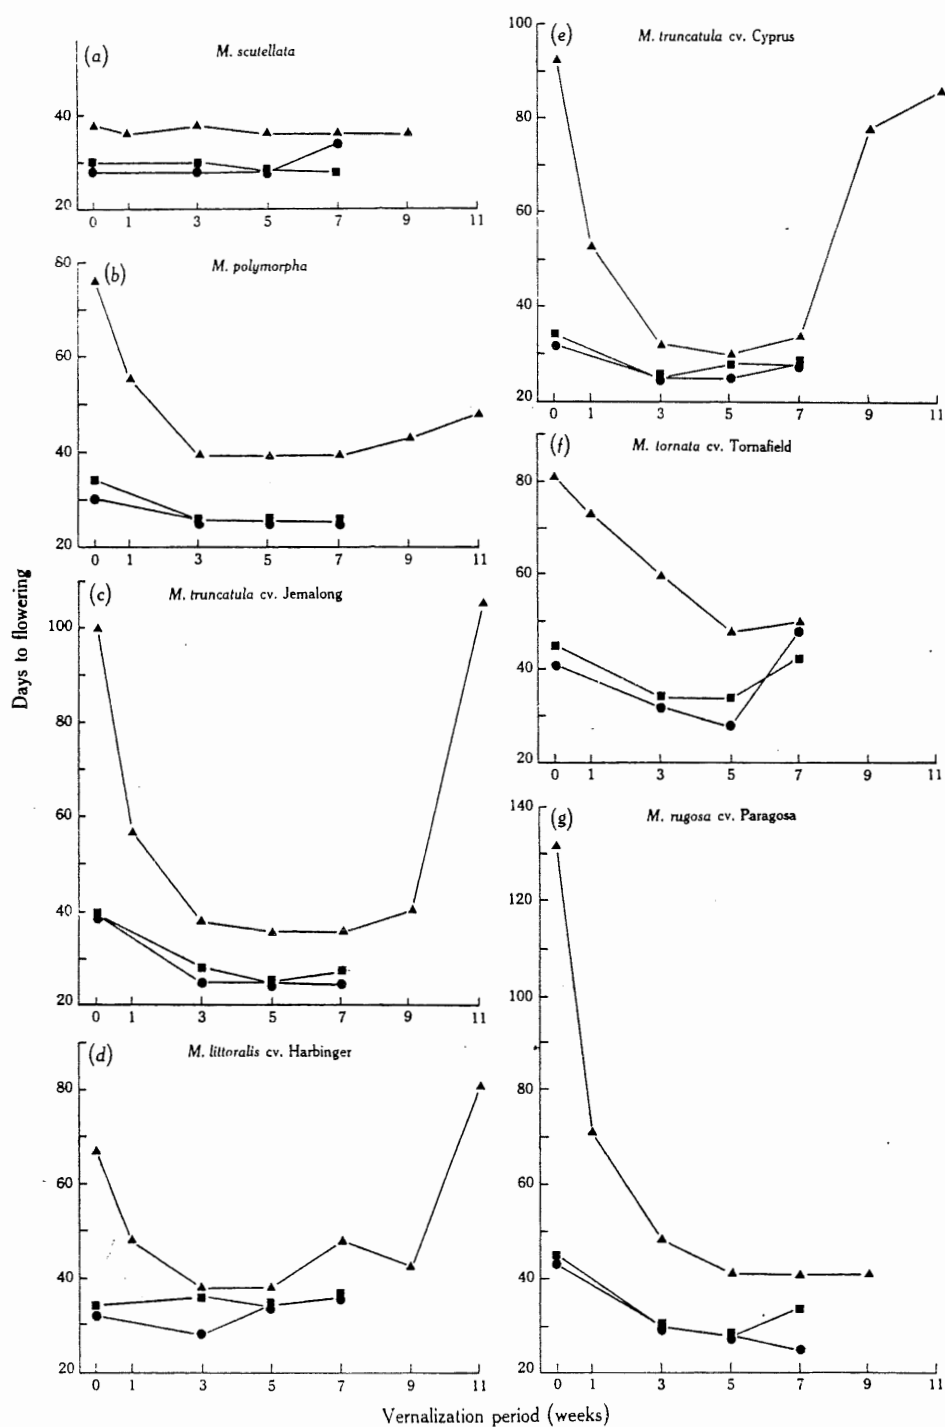 (a) M. scutellata
40
20
0 1 3 5 7 9 11
(b) M. polymorpha
80
60
40
20
0 1 3 5 7 9 11
(c) M. truncatula cv. Jemalong
100
80
60
40
20
0 1 3 5 7 9 11
(d) M. littoralis cv. Harbinger
80
60
40
20
0 1 3 5 7 9 11
(e) M. truncatula cv. Cyprus
100
80
60
40
20
0 1 3 5 7 9 11
(f) M. tornata cv. Tornafield
80
60
40
20
0 1 3 5 7 9 11
(g) M. rugosa cv. Paragosa
140
120
100
80
60
40
20
0 1 3 5 7 9 11
Days to flowering
Vernalization period (weeks)